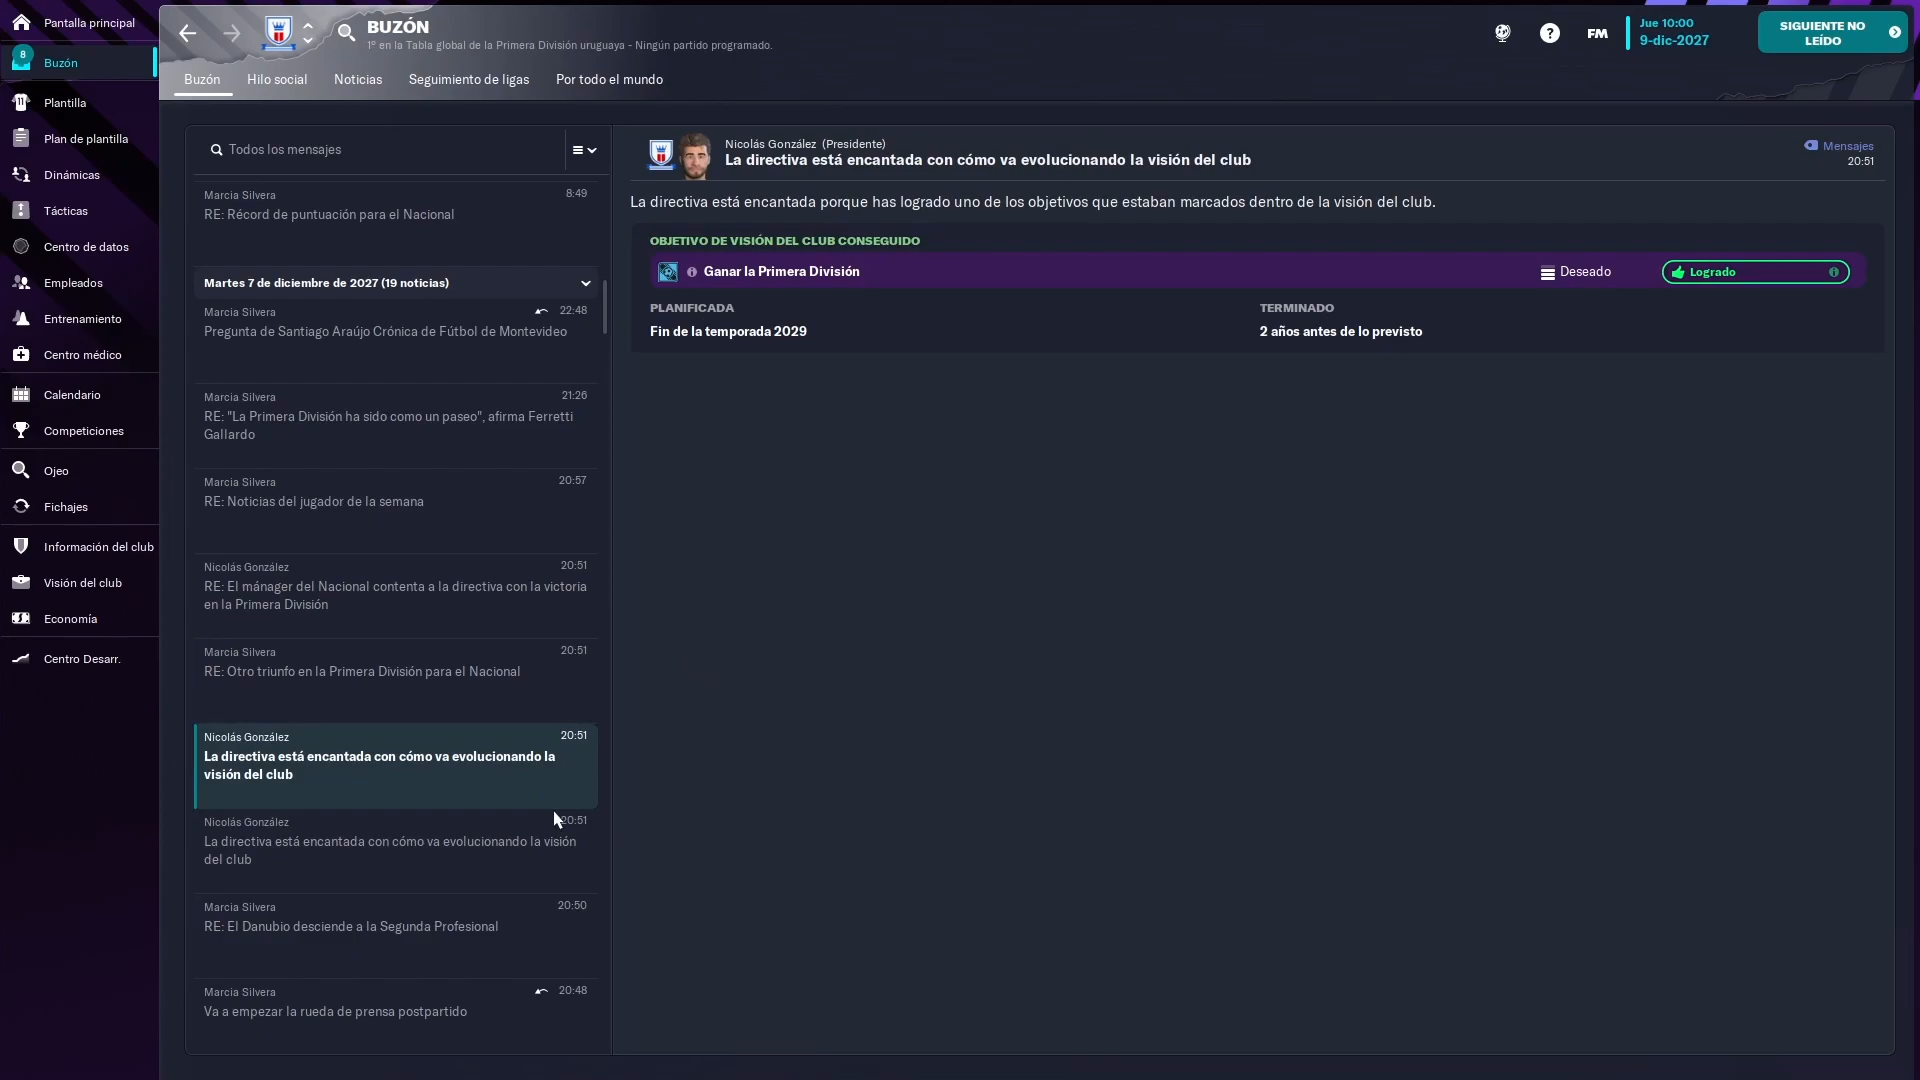 Pantalla principal
8
Buzón
Plantilla
Plan de plantilla
Dinámicas
Tácticas
Centro de datos
Empleados
Entrenamiento
Centro médico
Calendario
Competiciones
Ojeo
Fichajes
Información del club
Visión del club
Economía
Centro Desarr.
BUZÓN
1º en la Tabla global de la Primera División uruguaya - Ningún partido programado.
FM
Jue 10:00
9-dic-2027
SIGUIENTE NO
LEÍDO
Buzón
Hilo social
Noticias
Seguimiento de ligas
Por todo el mundo
Todos los mensajes
Marcia Silvera 8:49
RE: Récord de puntuación para el Nacional
Martes 7 de diciembre de 2027 (19 noticias)
Marcia Silvera 22:48
Pregunta de Santiago Araújo Crónica de Fútbol de Montevideo
Marcia Silvera 21:26
RE: "La Primera División ha sido como un paseo", afirma Ferretti
Gallardo
Marcia Silvera 20:57
RE: Noticias del jugador de la semana
Nicolás González 20:51
RE: El mánager del Nacional contenta a la directiva con la victoria
en la Primera División
Marcia Silvera 20:51
RE: Otro triunfo en la Primera División para el Nacional
Nicolás González 20:51
La directiva está encantada con cómo va evolucionando la
visión del club
Nicolás González 20:51
La directiva está encantada con cómo va evolucionando la visión
del club
Marcia Silvera 20:50
RE: El Danubio desciende a la Segunda Profesional
Marcia Silvera 20:48
Va a empezar la rueda de prensa postpartido
Nicolás González (Presidente)
La directiva está encantada con cómo va evolucionando la visión del club
Mensajes
20:51
La directiva está encantada porque has logrado uno de los objetivos que estaban marcados dentro de la visión del club.
OBJETIVO DE VISIÓN DEL CLUB CONSEGUIDO
Ganar la Primera División
Deseado
Logrado
PLANIFICADA
Fin de la temporada 2029
TERMINADO
2 años antes de lo previsto